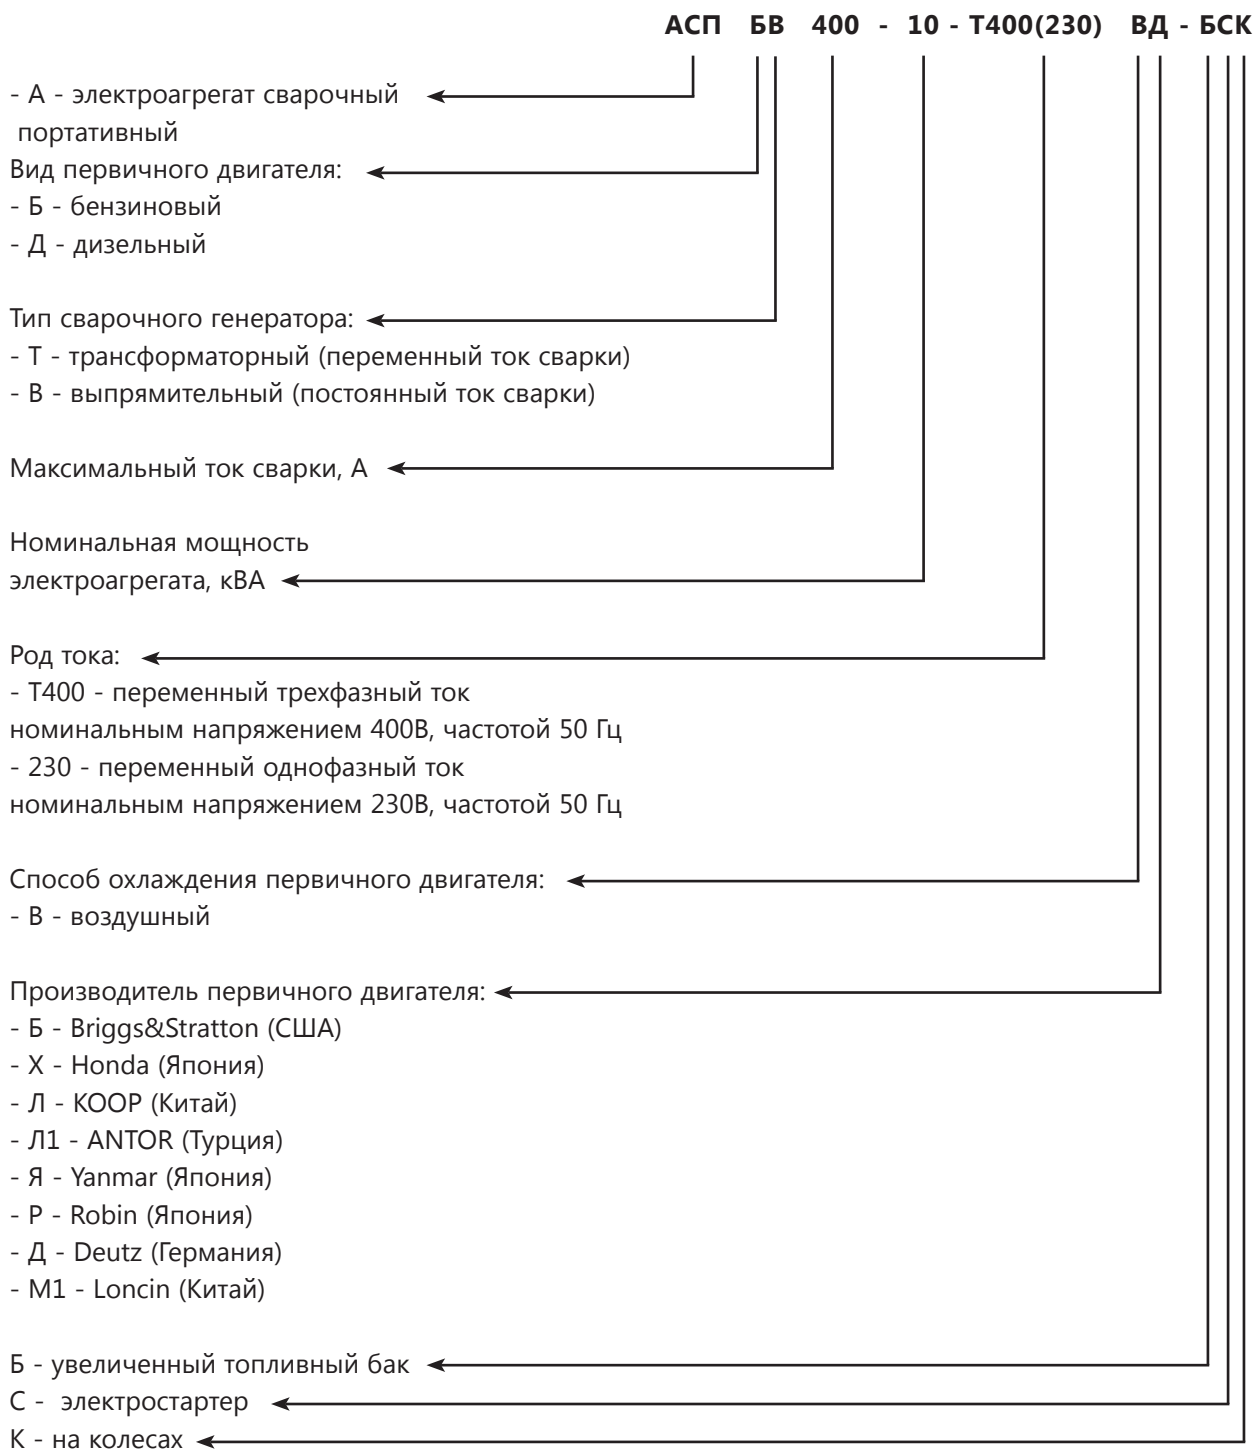 АСП БВ 400 - 10 - Т400(230) ВД - БСК
- А - электроагрегат сварочный
портативный
Вид первичного двигателя:
- Б - бензиновый
- Д - дизельный
Тип сварочного генератора:
- Т - трансформаторный (переменный ток сварки)
- В - выпрямительный (постоянный ток сварки)
Максимальный ток сварки, А
Номинальная мощность
электроагрегата, кВА
Род тока:
- Т400 - переменный трехфазный ток
номинальным напряжением 400В, частотой 50 Гц
- 230 - переменный однофазный ток
номинальным напряжением 230В, частотой 50 Гц
Способ охлаждения первичного двигателя:
- В - воздушный
Производитель первичного двигателя:
- Б - Briggs&Stratton (США)
- Х - Honda (Япония)
- Л - KOOP (Китай)
- Л1 - ANTOR (Турция)
- Я - Yanmar (Япония)
- Р - Robin (Япония)
- Д - Deutz (Германия)
- М1 - Loncin (Китай)
Б - увеличенный топливный бак
С - электростартер
К - на колесах